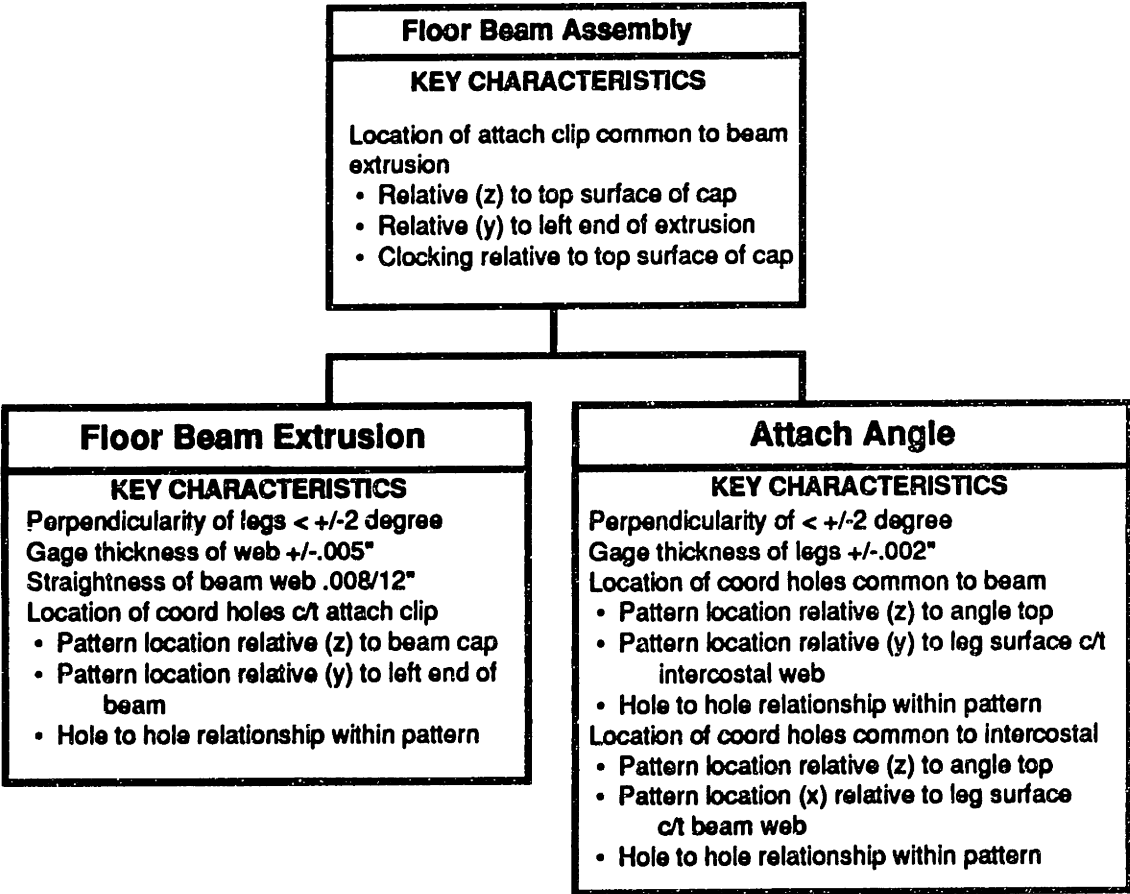 Floor Beam Assembly
KEY CHARACTERISTICS
Location of attach clip common to beam
extrusion
• Relative (z) to top surface of cap
• Relative (y) to left end of extrusion
• Clocking relative to top surface of cap
Floor Beam Extrusion
KEY CHARACTERISTICS
Perpendicularity of legs < +/-2 degree
Gage thickness of web +/-.005"
Straightness of beam web .008/12"
Location of coord holes c/t attach clip
• Pattern location relative (z) to beam cap
• Pattern location relative (y) to left end of
beam
• Hole to hole relationship within pattern
Attach Angle
KEY CHARACTERISTICS
Perpendicularity of < +/-2 degree
Gage thickness of legs +/-.002"
Location of coord holes common to beam
• Pattern location relative (z) to angle top
• Pattern location relative (y) to leg surface c/t
intercostal web
• Hole to hole relationship within pattern
Location of coord holes common to intercostal
• Pattern location relative (z) to angle top
• Pattern location (x) relative to leg surface
c/t beam web
• Hole to hole relationship within pattern